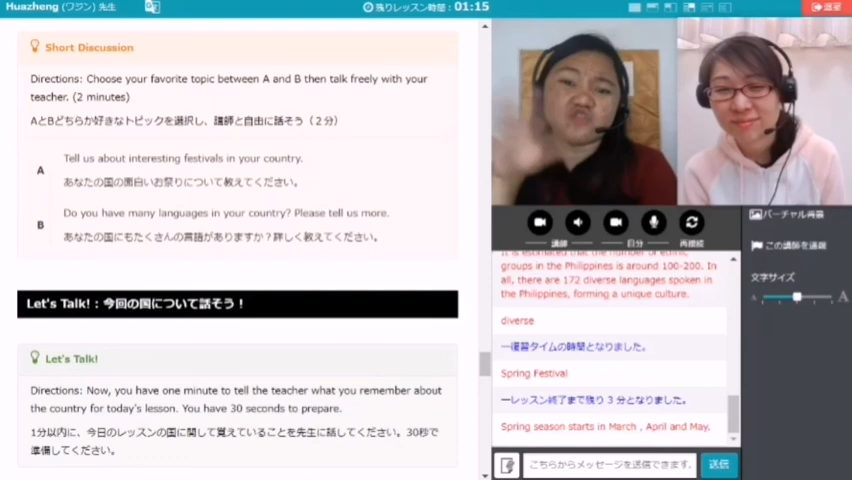 Huazheng (ワジン) 先生
残りレッスン時間 : 01:15
退室
Short Discussion
Directions: Choose your favorite topic between A and B then talk freely with your
teacher. (2 minutes)
AとBどちらか好きなトピックを選択し、講師と自由に話そう（2分）
A
Tell us about interesting festivals in your country.
あなたの国の面白いお祭りについて教えてください。
B
Do you have many languages in your country? Please tell us more.
あなたの国にもたくさんの言語がありますか？詳しく教えてください。
Let's Talk! : 今回の国について話そう！
Let's Talk!
Directions: Now, you have one minute to tell the teacher what you remember about
the country for today's lesson. You have 30 seconds to prepare.
1分以内に、今日のレッスンの国に関して覚えていることを先生に話してください。30秒で
準備してください。
講師
自分
再接続
It is estimated that the number of ethnic
groups in the Philippines is around 100-200. In
all, there are 172 diverse languages spoken in
the Philippines, forming a unique culture.
diverse
ー復習タイムの時間となりました。
Spring Festival
ーレッスン終了まで残り 3 分となりました。
Spring season starts in March , April and May.
こちらからメッセージを送信できます。
送信
バーチャル背景
この講師を通報
文字サイズ
A
A